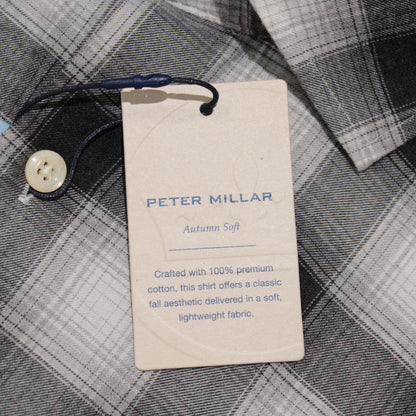 PETER MILLAR
Autumn Soft
Crafted with 100% premium
cotton, this shirt offers a classic
fall aesthetic delivered in a soft,
lightweight fabric.